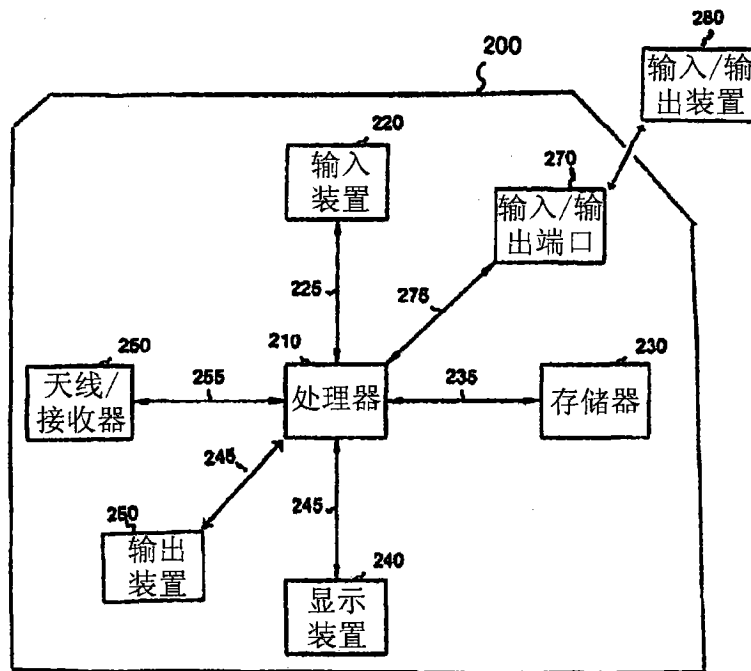 280
200
输入/输
出装置
220
270
输入
装置
输入/输
出端口
225
275
210
250
230
天线/
接收器
255
处理器
235
存储器
245
250
245
输出
装置
240
显示
装置